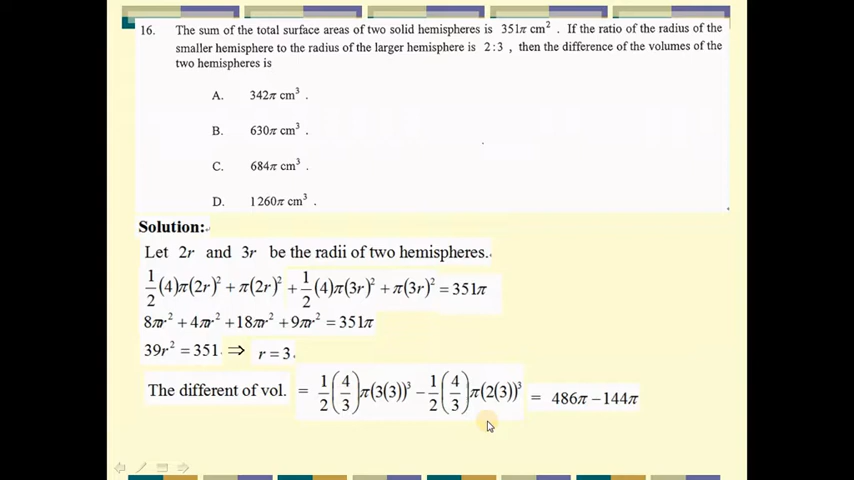 16. The sum of the total surface areas of two solid hemispheres is 351π cm². If the ratio of the radius of the
smaller hemisphere to the radius of the larger hemisphere is 2:3, then the difference of the volumes of the
two hemispheres is
A. 342π cm³.
B. 630π cm³.
C. 684π cm³.
D. 1260π cm³.
Solution:
Let 2r and 3r be the radii of two hemispheres.
1/2(4)π(2r)² + π(2r)² + 1/2(4)π(3r)² + π(3r)² = 351π
8πr² + 4πr² + 18πr² + 9πr² = 351π
39r² = 351. ⇒ r = 3.
The different of vol. = 1/2(4/3)π(3(3))³ − 1/2(4/3)π(2(3))³ = 486π − 144π